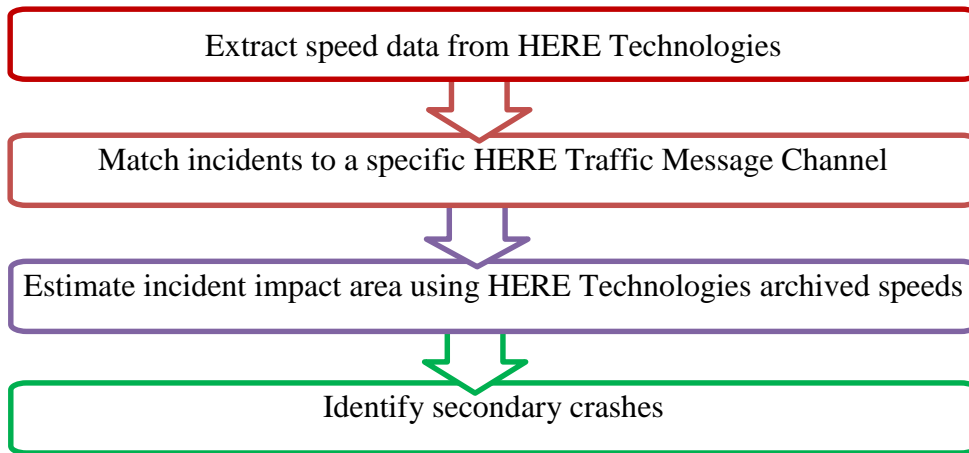 Extract speed data from HERE Technologies
Match incidents to a specific HERE Traffic Message Channel
Estimate incident impact area using HERE Technologies archived speeds
Identify secondary crashes